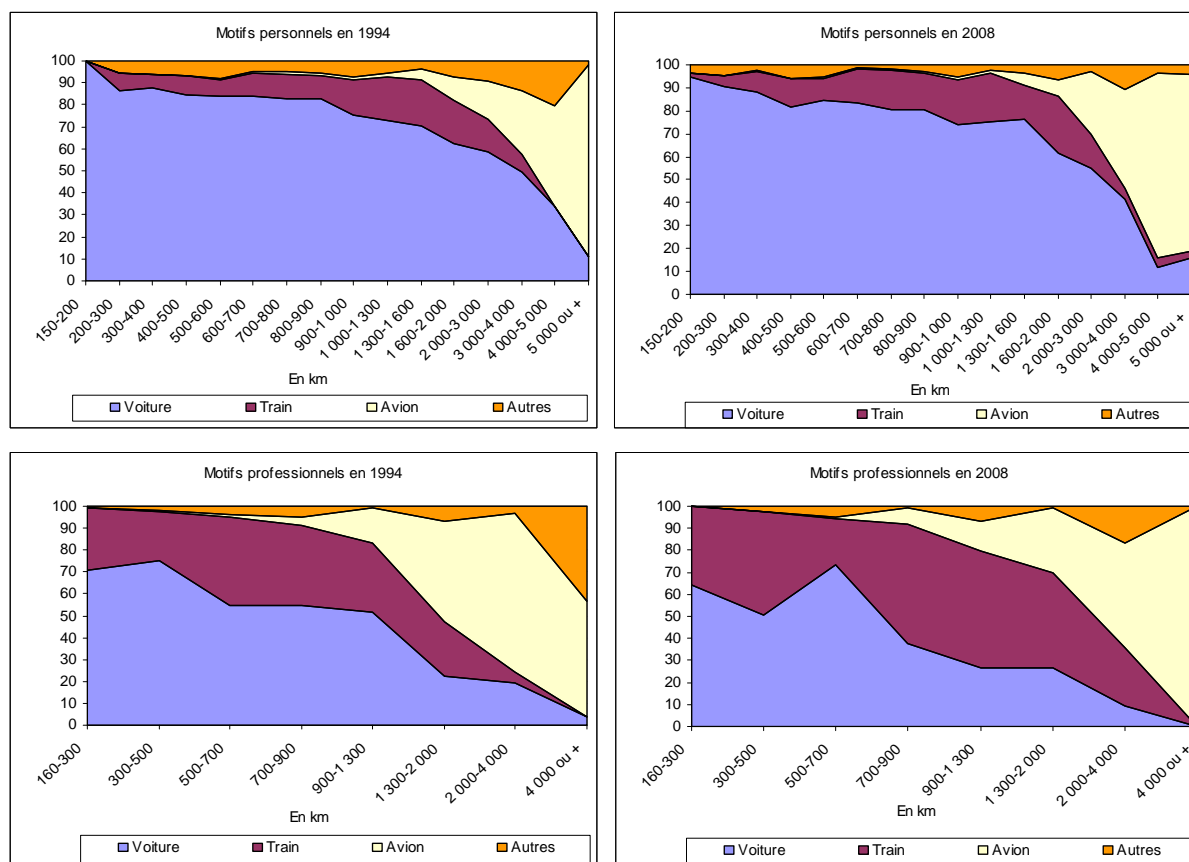 Motifs personnels en 1994
100
90
80
70
60
50
40
30
20
10
0
150-200
200-300
300-400
400-500
500-600
600-700
700-800
800-900
900-1 000
1 000-1 300
1 300-1 600
1 600-2 000
2 000-3 000
3 000-4 000
4 000-5 000
5 000 ou +
En km
Voiture Train Avion Autres
Motifs personnels en 2008
100
90
80
70
60
50
40
30
20
10
0
150-200
200-300
300-400
400-500
500-600
600-700
700-800
800-900
900-1 000
1 000-1 300
1 300-1 600
1 600-2 000
2 000-3 000
3 000-4 000
4 000-5 000
5 000 ou +
En km
Voiture Train Avion Autres
Motifs professionnels en 1994
100
90
80
70
60
50
40
30
20
10
0
160-300
300-500
500-700
700-900
900-1 300
1 300-2 000
2 000-4 000
4 000 ou +
En km
Voiture Train Avion Autres
Motifs professionnels en 2008
100
90
80
70
60
50
40
30
20
10
0
160-300
300-500
500-700
700-900
900-1 300
1 300-2 000
2 000-4 000
4 000 ou +
En km
Voiture Train Avion Autres